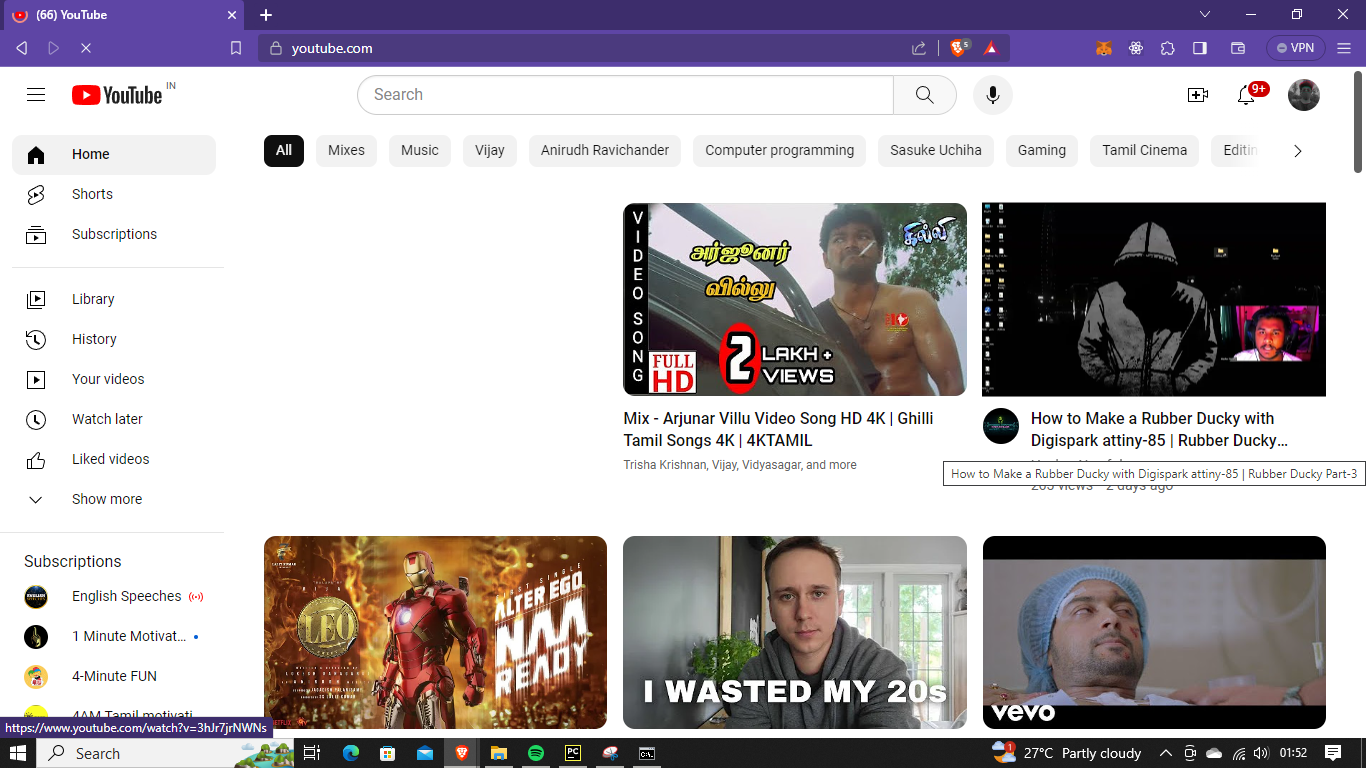 (66) YouTube
youtube.com
5
VPN
YouTube IN
Search
9+
Home
Shorts
Subscriptions
Library
History
Your videos
Watch later
Liked videos
Show more
Subscriptions
English Speeches
1 Minute Motivat...
4-Minute FUN
4AM Tamil motivati
All
Mixes
Music
Vijay
Anirudh Ravichander
Computer programming
Sasuke Uchiha
Gaming
Tamil Cinema
Editin
VIDEO SONG
அர்ஜூனர்
வில்லு
கில்லி
FULL
HD
2 LAKH +
VIEWS
Mix - Arjunar Villu Video Song HD 4K | Ghilli
Tamil Songs 4K | 4KTAMIL
Trisha Krishnan, Vijay, Vidyasagar, and more
How to Make a Rubber Ducky with
Digispark attiny-85 | Rubber Ducky...
How to Make a Rubber Ducky with Digispark attiny-85 | Rubber Ducky Part-3
2 days ago
LEO
ALTER EGO
NAA
READY
I WASTED MY 20s
vevo
https://www.youtube.com/watch?v=3hJr7jrNWNs
Search
PC
1
27°C Partly cloudy
01:52